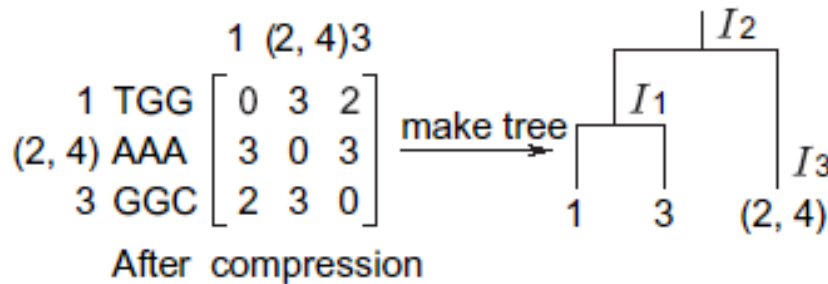 1 (2, 4)3
1 TGG 0 3 2
(2, 4) AAA 3 0 3
3 GGC 2 3 0
After compression
make tree
I2
I1
I3
1 3 (2, 4)